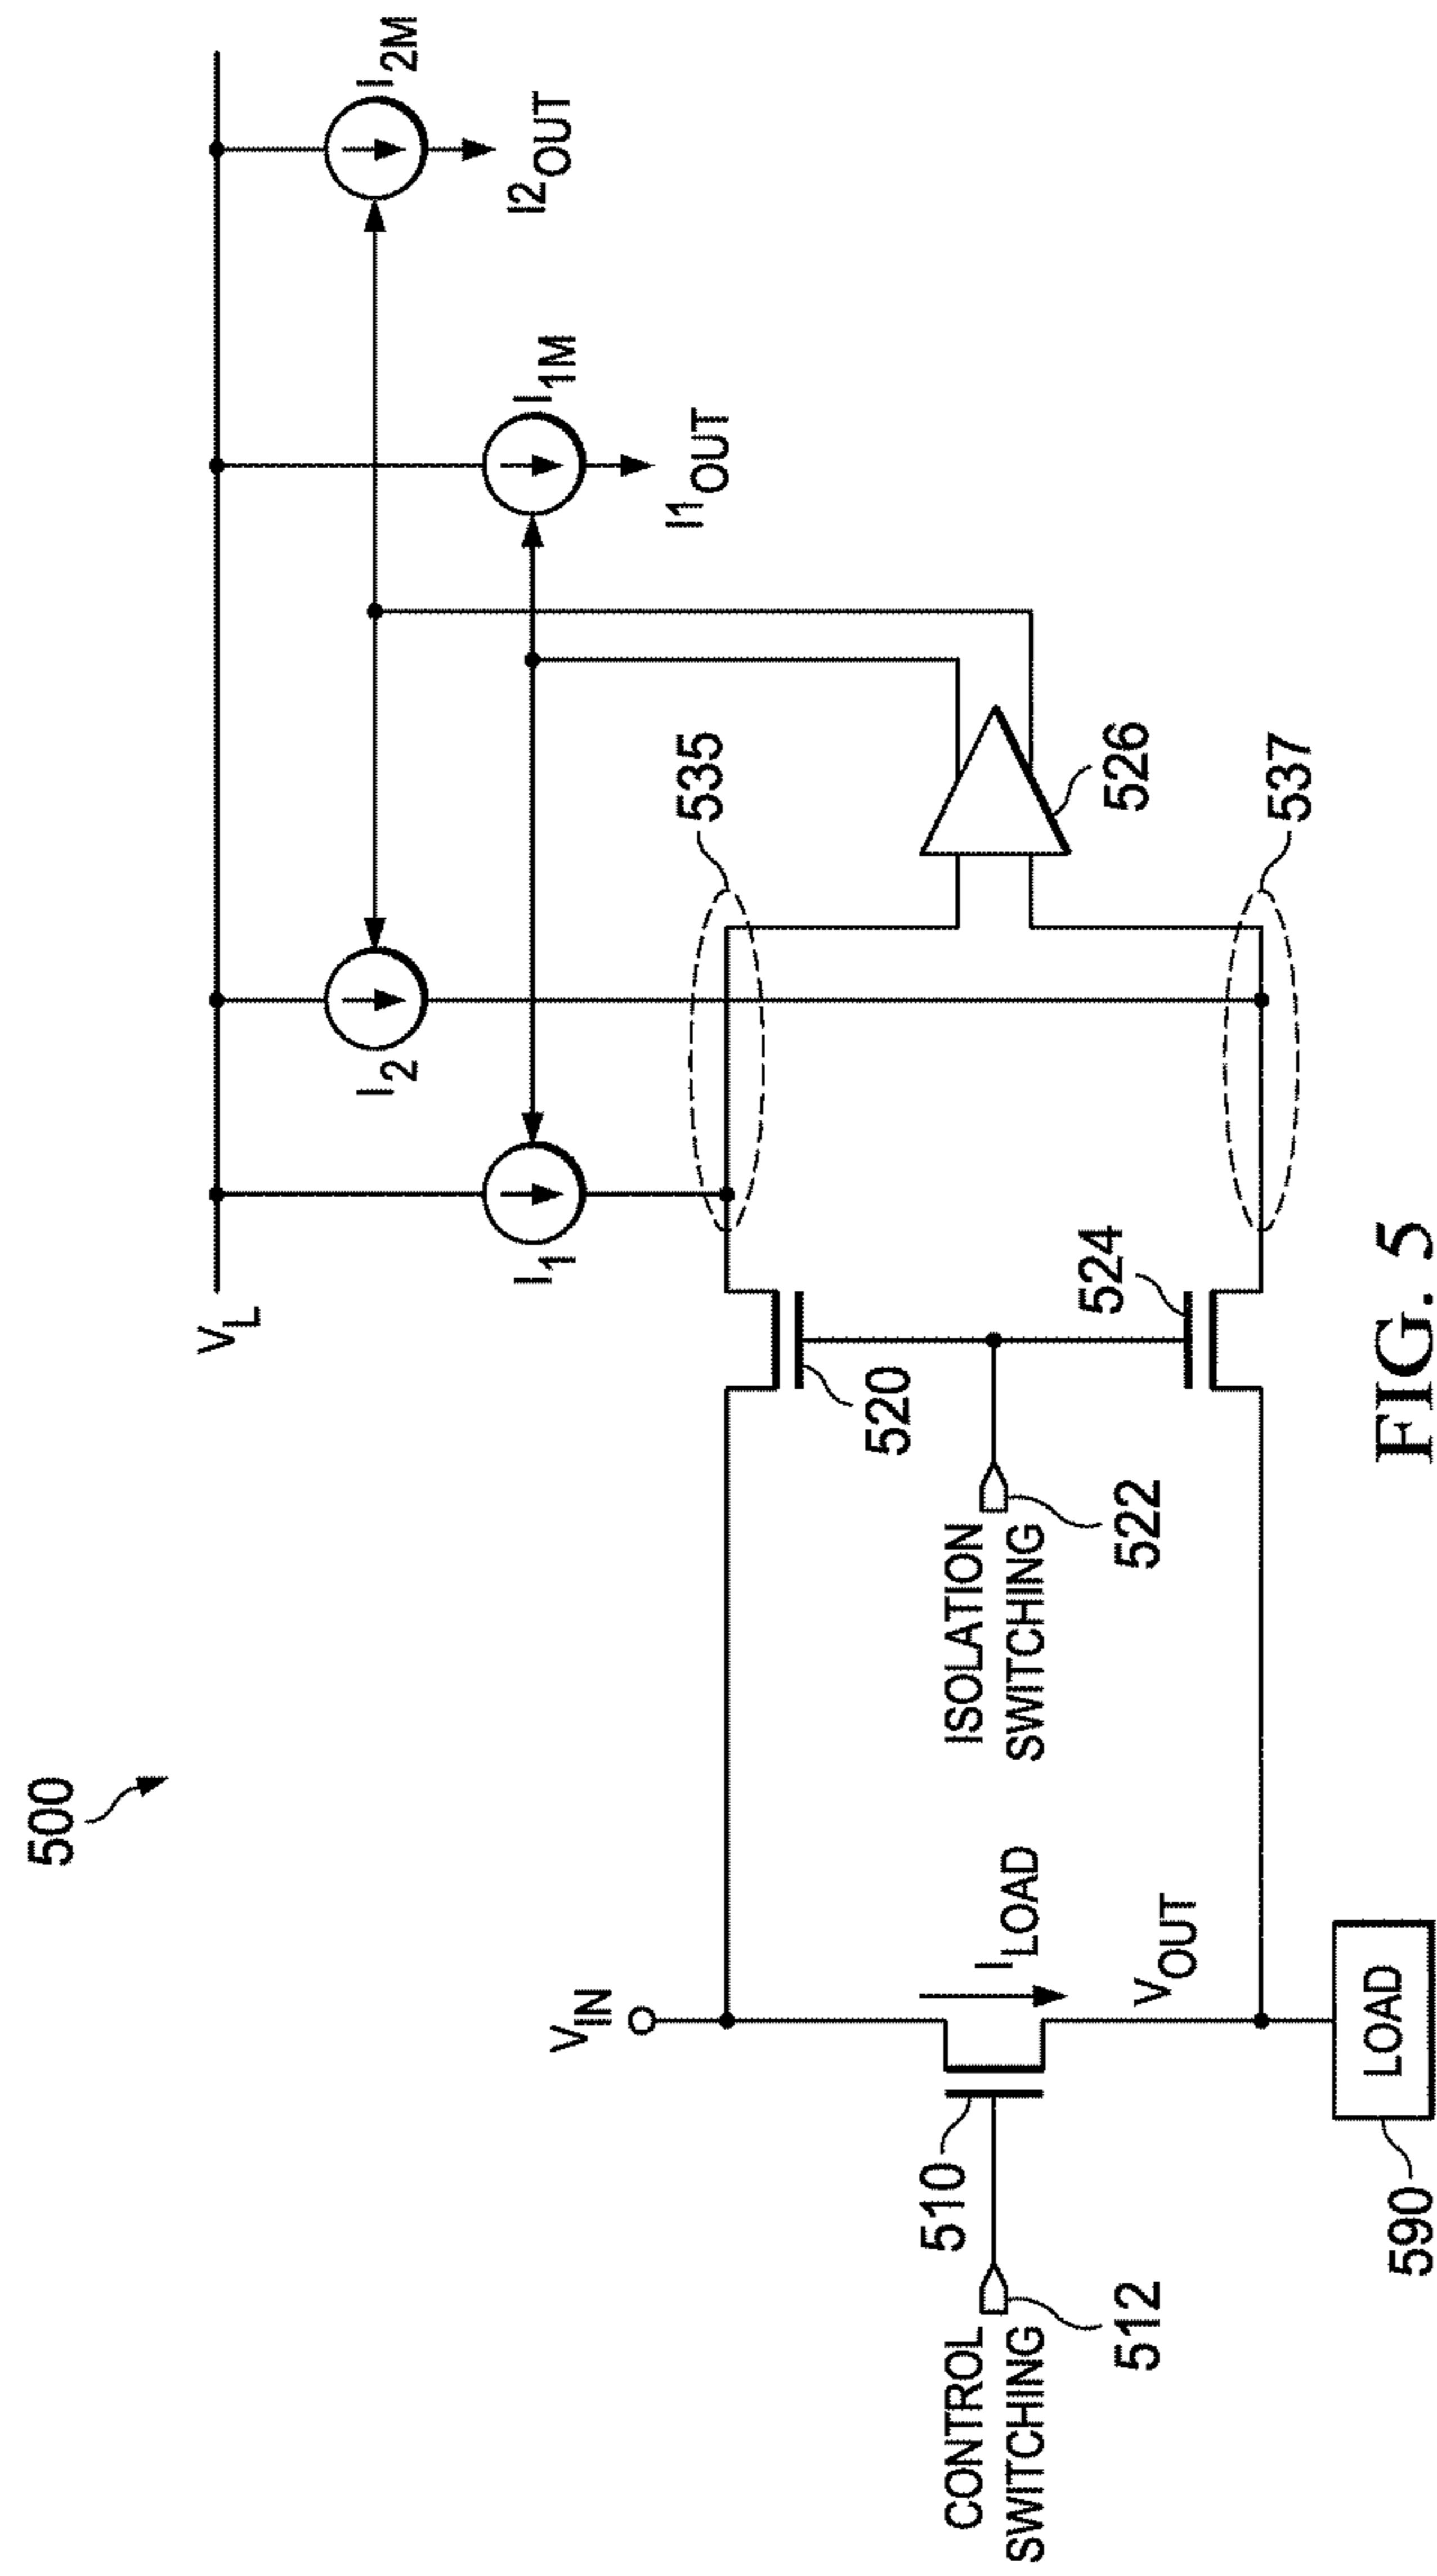 500
V_L
I_2
I_2M
I2_OUT
I_1
I_1M
I1_OUT
V_IN
535
520
526
I_LOAD
510
CONTROL
SWITCHING
512
ISOLATION
SWITCHING
522
524
537
V_OUT
LOAD
590
FIG. 5